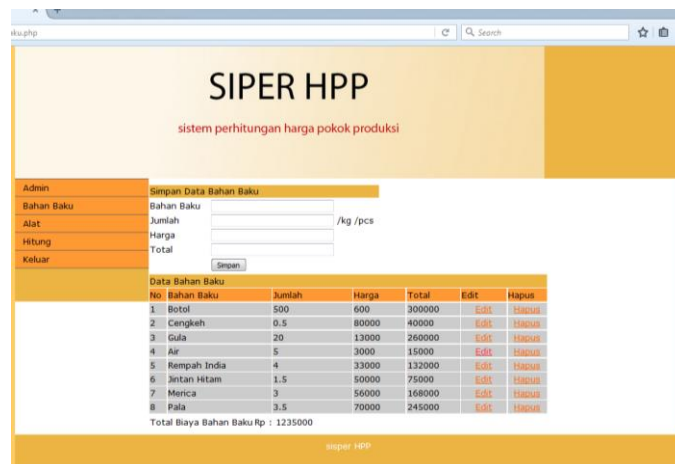 ku.php
Search
SIPER HPP
sistem perhitungan harga pokok produksi
Admin
Bahan Baku
Alat
Hitung
Keluar
Simpan Data Bahan Baku
Bahan Baku
Jumlah /kg /pcs
Harga
Total
Simpan
Data Bahan Baku
No Bahan Baku Jumlah Harga Total Edit Hapus
1 Botol 500 600 300000 Edit Hapus
2 Cengkeh 0.5 80000 40000 Edit Hapus
3 Gula 20 13000 260000 Edit Hapus
4 Air 5 3000 15000 Edit Hapus
5 Rempah India 4 33000 132000 Edit Hapus
6 Jintan Hitam 1.5 50000 75000 Edit Hapus
7 Merica 3 56000 168000 Edit Hapus
8 Pala 3.5 70000 245000 Edit Hapus
Total Biaya Bahan Baku Rp : 1235000
sisper HPP